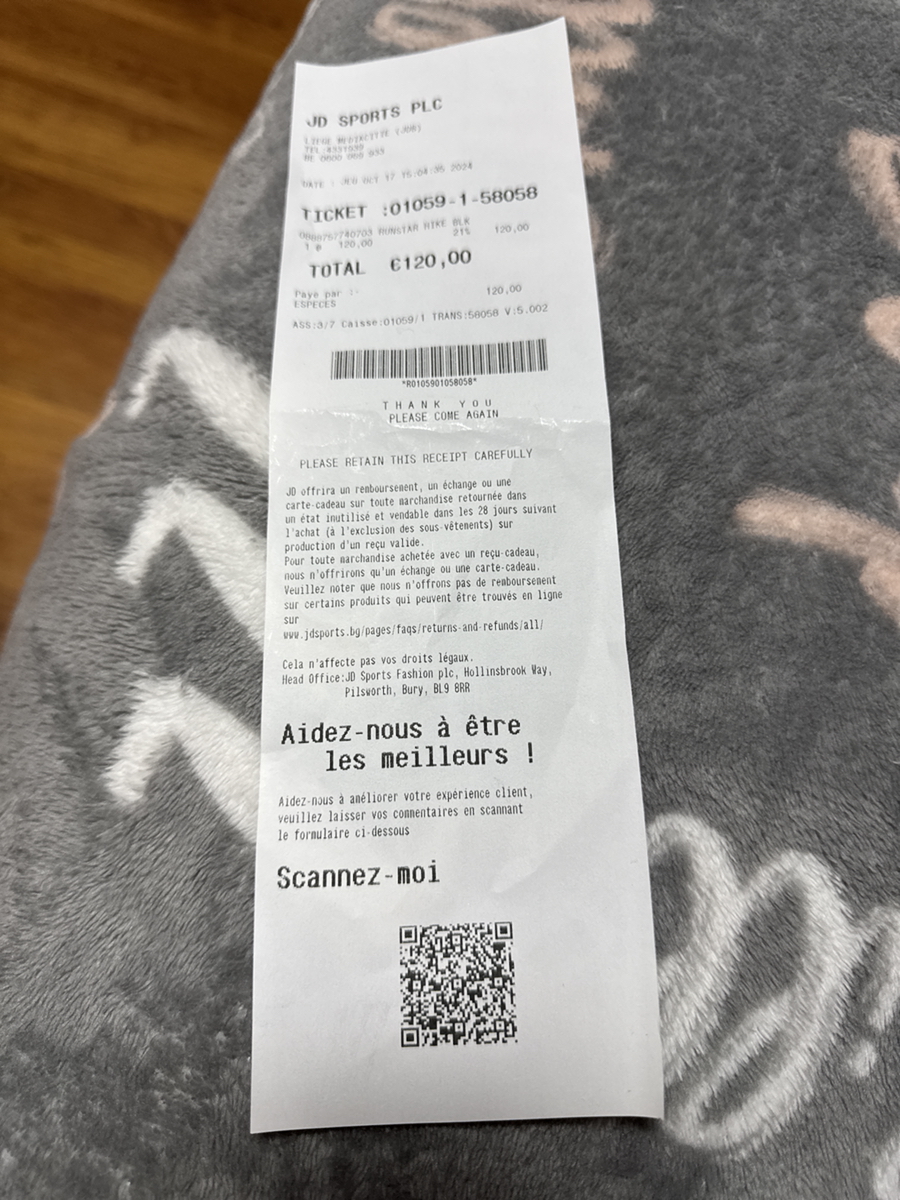 JD SPORTS PLC
LIEGE MEDIACITE (JDB)
TEL:4331939
DATE : JEU OCT 17 15:04:35 2024
TICKET :01059-1-58058
RUNSTAR HIKE BLK
1 @ 120,00 21% 120,00
TOTAL €120,00
Paye par :-
ESPECES 120,00
ASS:3/7 Caisse:01059/1 TRANS:58058 V:5.002
*R0105901058058*
THANK YOU
PLEASE COME AGAIN
PLEASE RETAIN THIS RECEIPT CAREFULLY
JD offrira un remboursement, un échange ou une
carte-cadeau sur toute marchandise retournée dans
un état inutilisé et vendable dans les 28 jours suivant
l'achat (à l'exclusion des sous-vêtenents) sur
production d'un reçu valide.
Pour toute marchandise achetée avec un reçu-cadeau,
nous n'offrirons qu'un échange ou une carte-cadeau.
Veuillez noter que nous n'offrons pas de remboursement
sur certains produits qui peuvent être trouvés en ligne
sur
www.jdsports.bg/pages/faqs/returns-and-refunds/all/
Cela n'affecte pas vos droits légaux.
Head Office:JD Sports Fashion plc, Hollinsbrook Way,
Pilsworth, Bury, BL9 8RR
Aidez-nous à être
les meilleurs !
Aidez-nous à améliorer votre expérience client,
veuillez laisser vos commentaires en scannant
le formulaire ci-dessous
Scannez-moi